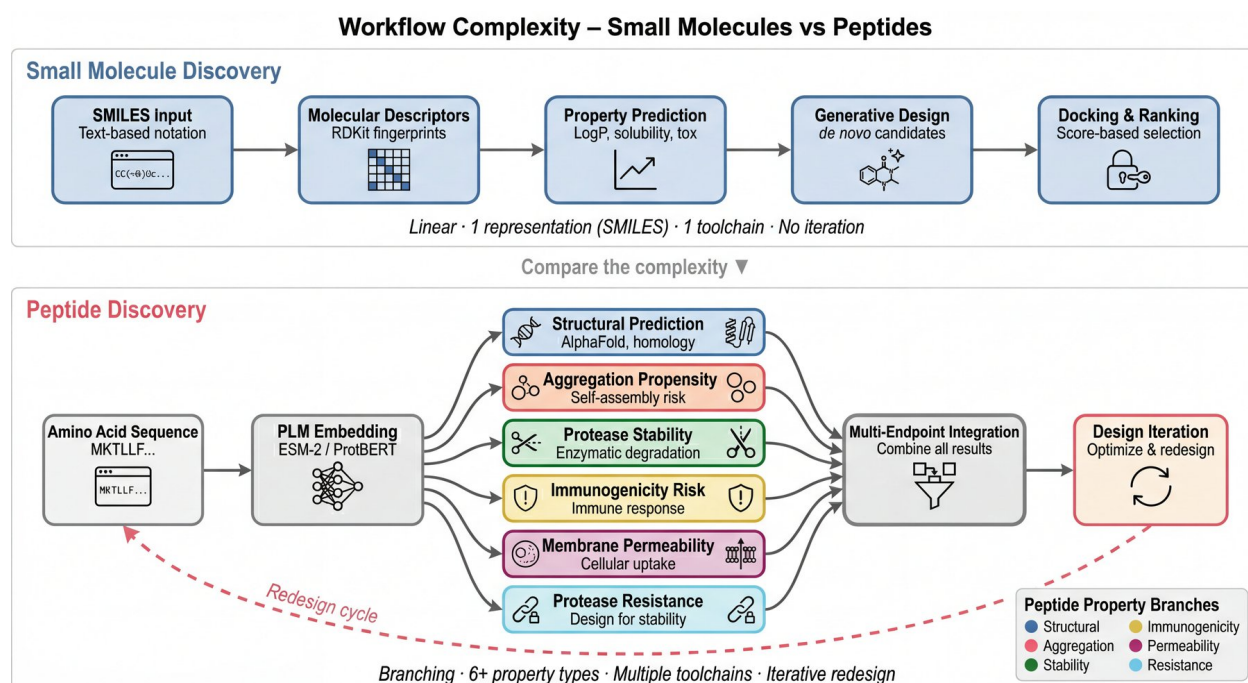 Workflow Complexity – Small Molecules vs Peptides
Small Molecule Discovery
SMILES Input
Text-based notation
Molecular Descriptors
RDKit fingerprints
Property Prediction
LogP, solubility, tox
Generative Design
de novo candidates
Docking & Ranking
Score-based selection
Linear · 1 representation (SMILES) · 1 toolchain · No iteration
Compare the complexity ▼
Peptide Discovery
Amino Acid Sequence
MKTLLF...
MKTLLF...
PLM Embedding
ESM-2 / ProtBERT
Structural Prediction
AlphaFold, homology
Aggregation Propensity
Self-assembly risk
Protease Stability
Enzymatic degradation
Immunogenicity Risk
Immune response
Membrane Permeability
Cellular uptake
Protease Resistance
Design for stability
Multi-Endpoint Integration
Combine all results
Design Iteration
Optimize & redesign
Redesign cycle
Branching · 6+ property types · Multiple toolchains · Iterative redesign
Peptide Property Branches
Structural
Immunogenicity
Aggregation
Permeability
Stability
Resistance